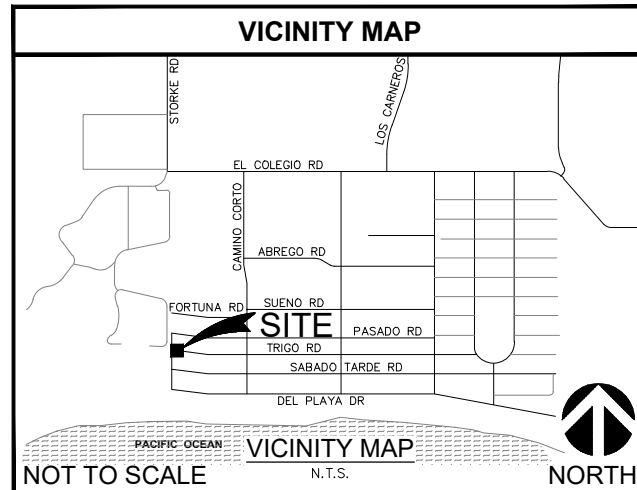 VICINITY MAP
STORKE RD
LOS CARNEROS
EL COLEGIO RD
CAMINO CORTO
ABREGO RD
FORTUNA RD
SUENO RD
SITE
PASADO RD
TRIGO RD
SABADO TARDE RD
DEL PLAYA DR
PACIFIC OCEAN
VICINITY MAP
N.T.S.
NOT TO SCALE
NORTH